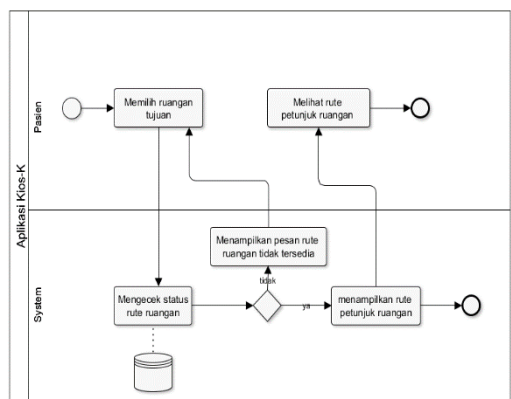 Aplikasi Kios-K
Pasien
Memilih ruangan
tujuan
Melihat rute
petunjuk ruangan
System
Menampilkan pesan rute
ruangan tidak tersedia
tidak
Mengecek status
rute ruangan
ya
menampilkan rute
petunjuk ruangan